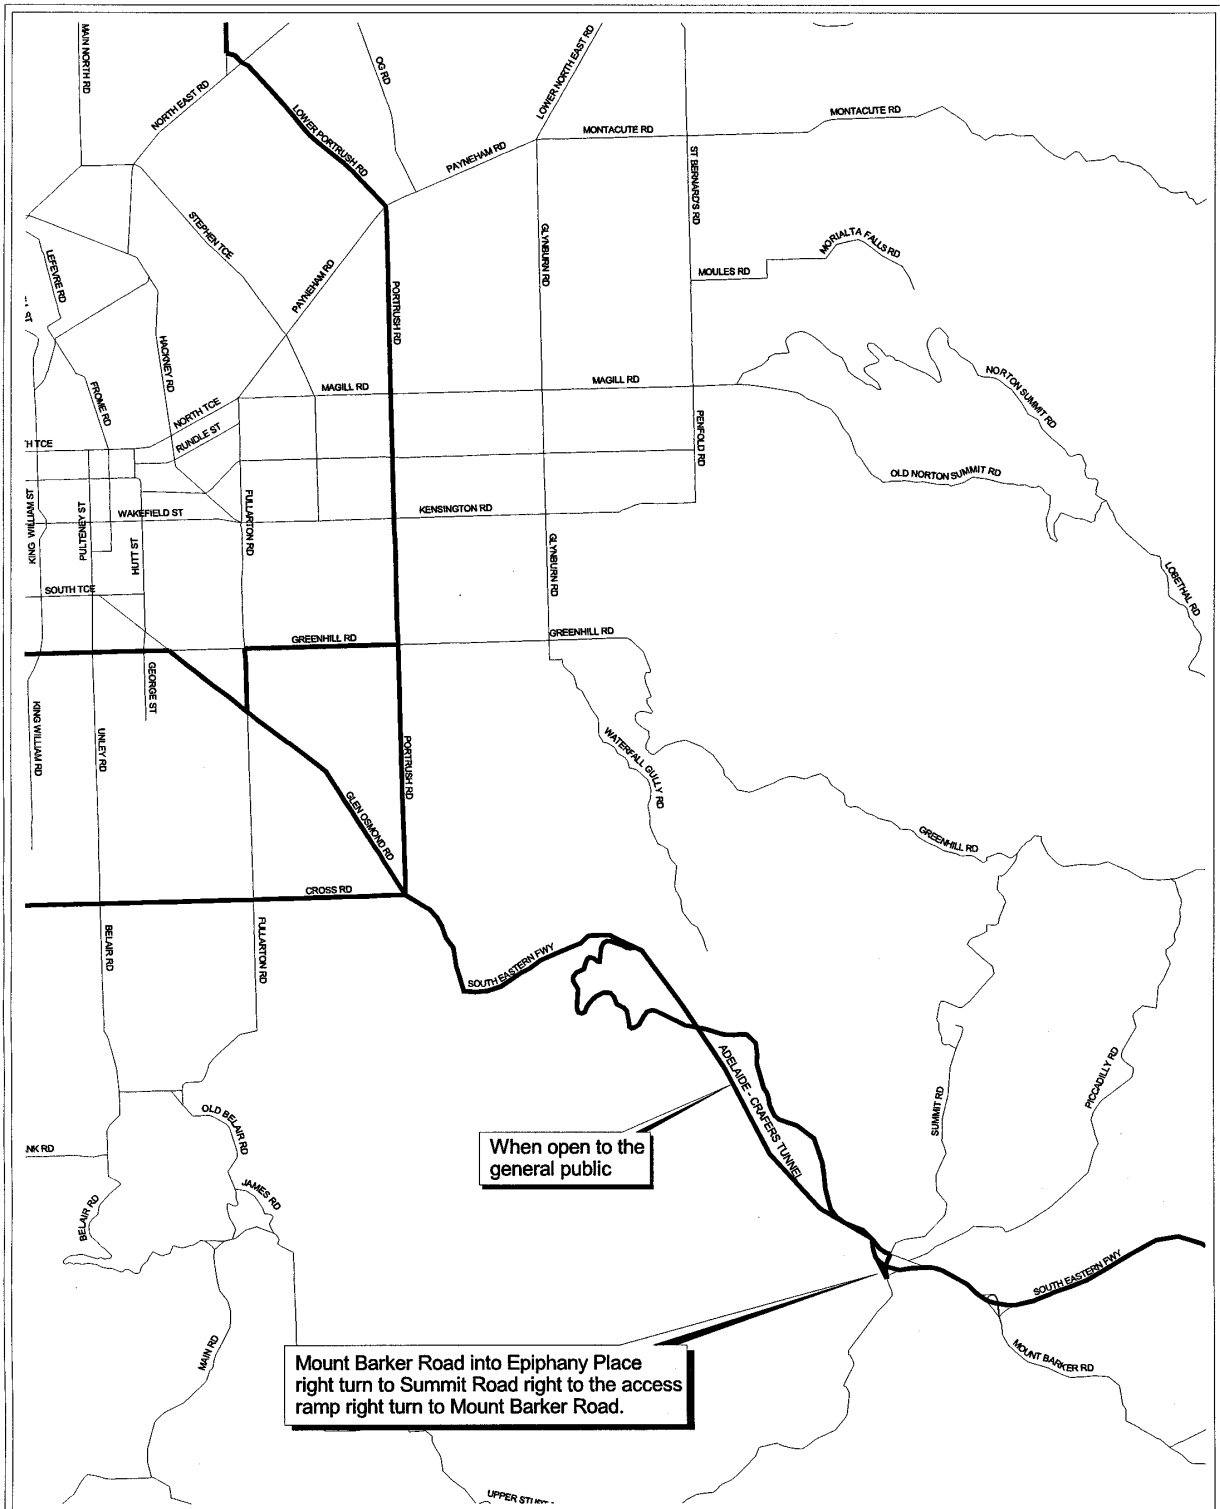 MAIN NORTH RD
NORTH EAST RD
OG RD
LOWER NORTH EAST RD
LOWER PORTRUSH RD
PAYNEHAM RD
MONTACUTE RD
MONTACUTE RD
ST BERNARD'S RD
STEPHEN TCE
LEFEVRE RD
PAYNEHAM RD
GLYNBURN RD
MORIALTA FALLS RD
MOULES RD
PORTRUSH RD
HACKNEY RD
FROME RD
MAGILL RD
MAGILL RD
NORTON SUMMIT RD
NORTH TCE
RUNDLE ST
TH TCE
PENFOLD RD
OLD NORTON SUMMIT RD
KING WILLIAM ST
PULTENEY ST
WAKEFIELD ST
HUTT ST
FULLARTON RD
KENSINGTON RD
GLYNBURN RD
LOBETHAL RD
SOUTH TCE
GREENHILL RD
GREENHILL RD
GEORGE ST
KING WILLIAM RD
UNLEY RD
PORTRUSH RD
WATERFALL GULLY RD
GLEN OSMOND RD
GREENHILL RD
CROSS RD
BELAIR RD
FULLARTON RD
SOUTH EASTERN FWY
ADELAIDE - CRAFERS TUNNEL
SUMMIT RD
PICCADILLY RD
OLD BELAIR RD
NK RD
When open to the
general public
JAMES RD
BELAIR RD
SOUTH EASTERN FWY
MAIN RD
MOUNT BARKER RD
Mount Barker Road into Epiphany Place
right turn to Summit Road right to the access
ramp right turn to Mount Barker Road.
UPPER STURT